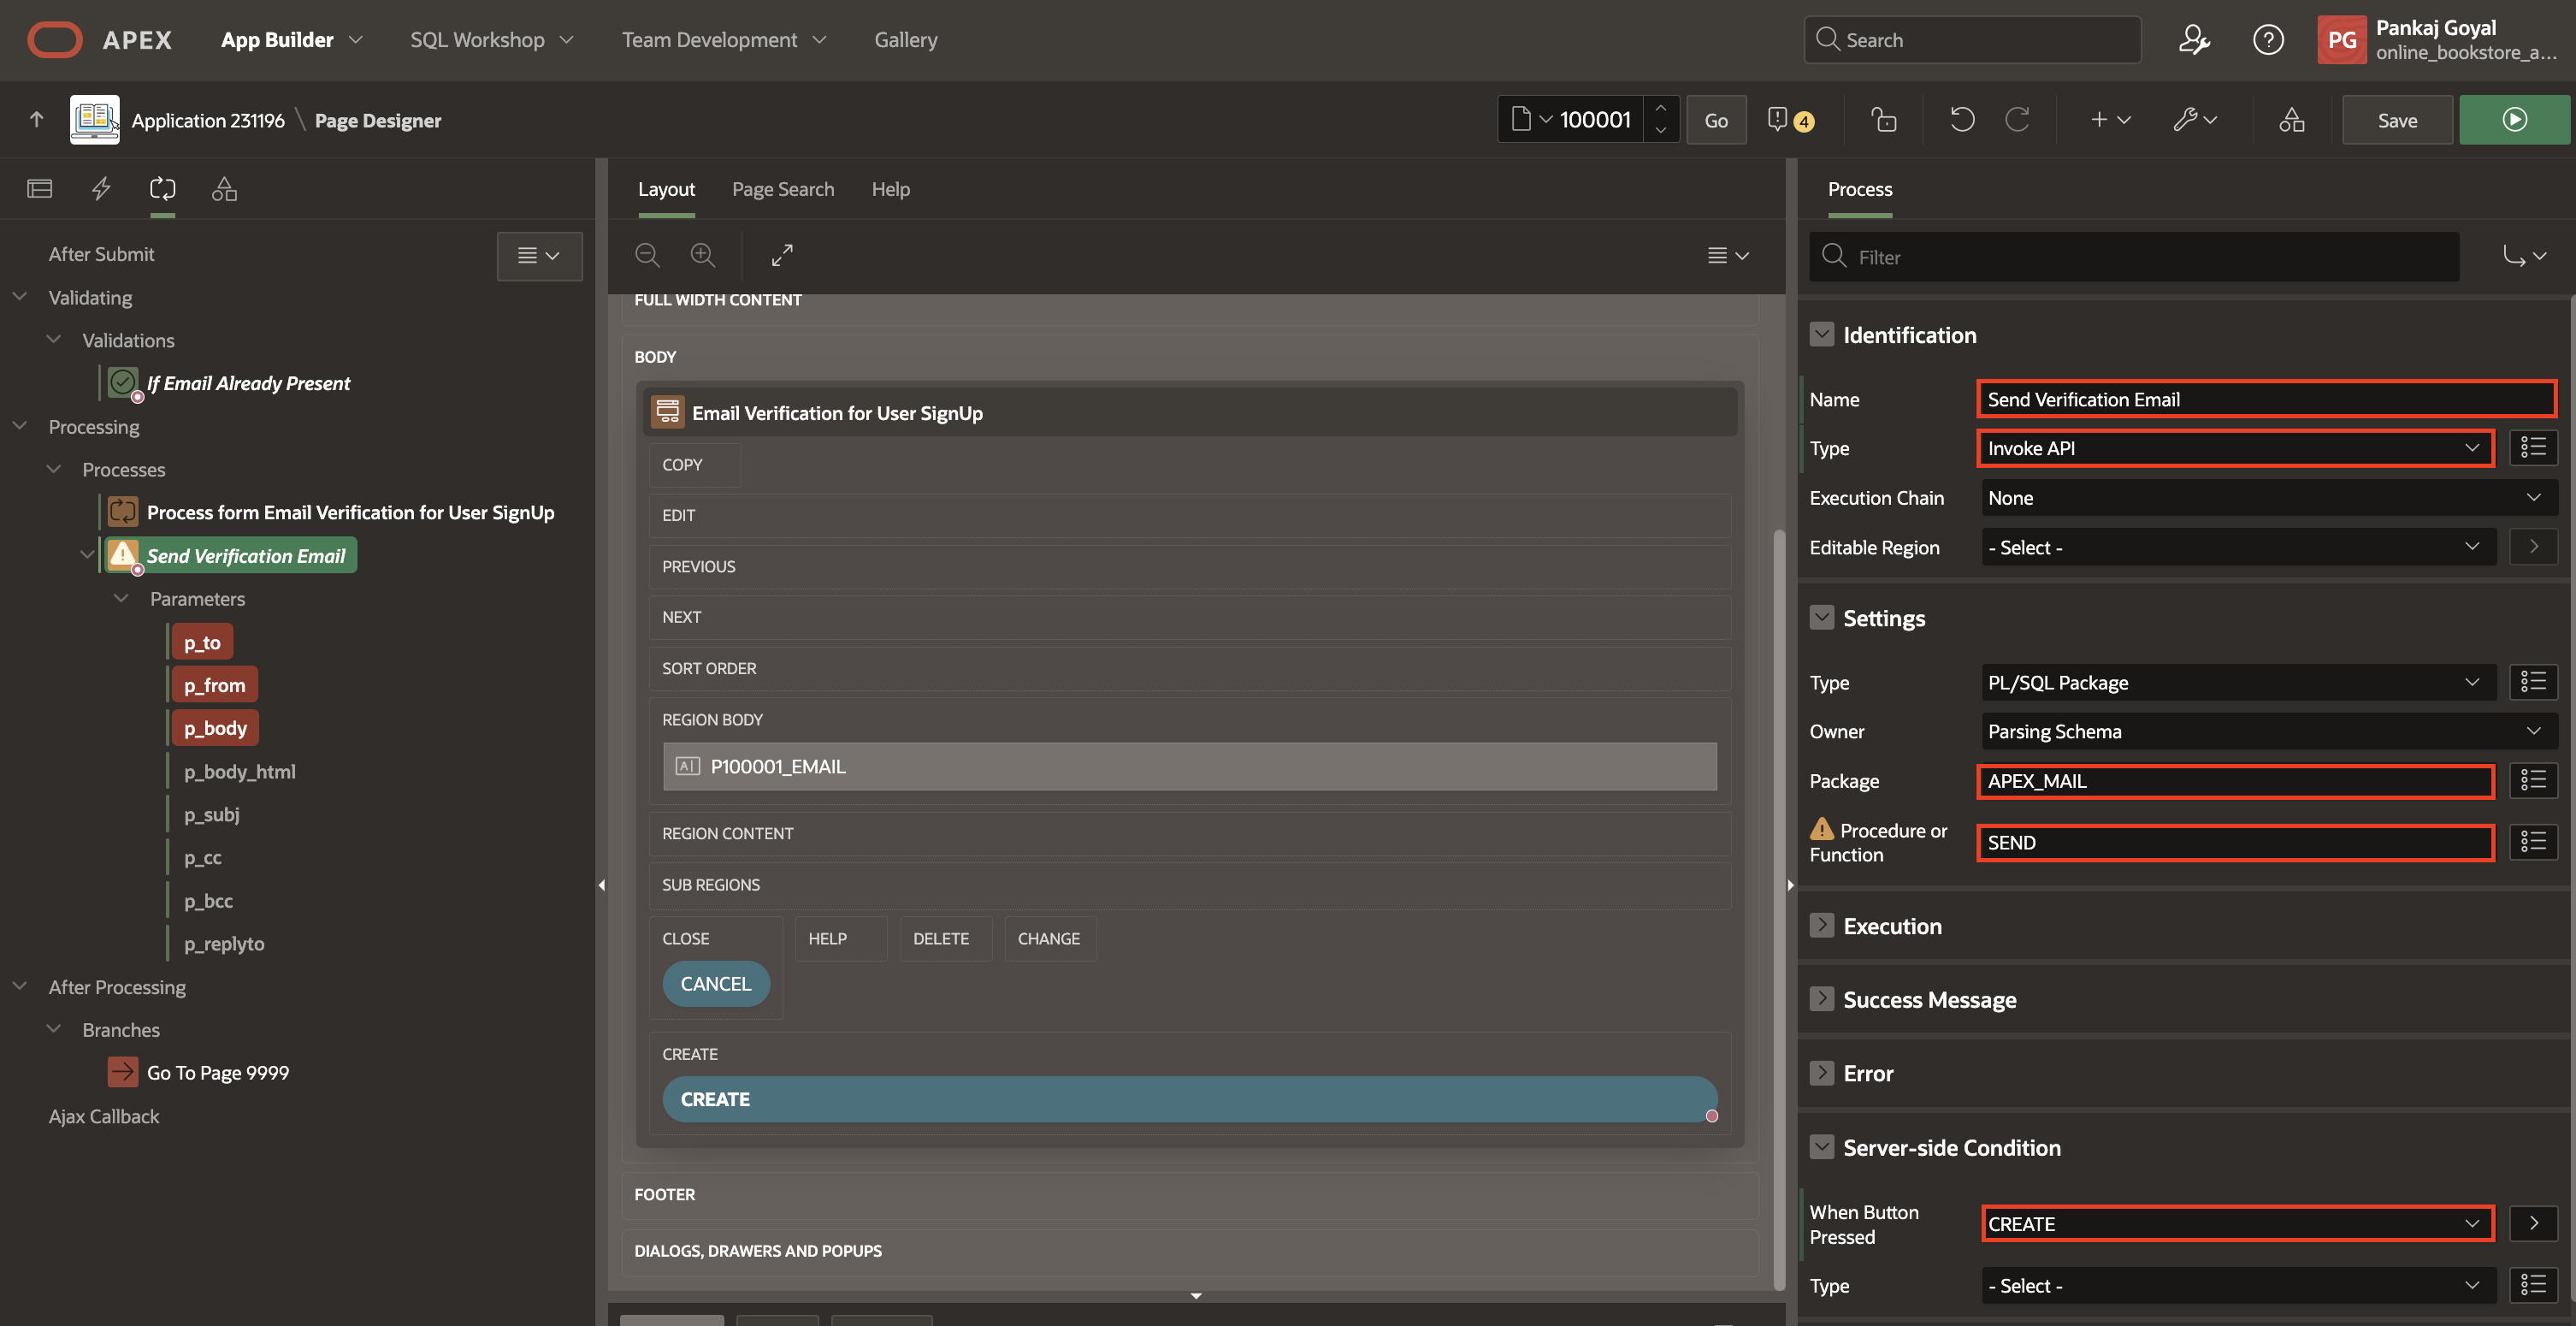 APEX
App Builder
SQL Workshop
Team Development
Gallery
Search
PG
Pankaj Goyal
online_bookstore_a...
Application 231196 \ Page Designer
100001
Go
4
Save
After Submit
Validating
Validations
If Email Already Present
Processing
Processes
Process form Email Verification for User SignUp
Send Verification Email
Parameters
p_to
p_from
p_body
p_body_html
p_subj
p_cc
p_bcc
p_replyto
After Processing
Branches
Go To Page 9999
Ajax Callback
Layout
Page Search
Help
FULL WIDTH CONTENT
BODY
Email Verification for User SignUp
COPY
EDIT
PREVIOUS
NEXT
SORT ORDER
REGION BODY
P100001_EMAIL
REGION CONTENT
SUB REGIONS
CLOSE
HELP
DELETE
CHANGE
CANCEL
CREATE
CREATE
FOOTER
DIALOGS, DRAWERS AND POPUPS
Process
Filter
Identification
Name
Send Verification Email
Type
Invoke API
Execution Chain
None
Editable Region
- Select -
Settings
Type
PL/SQL Package
Owner
Parsing Schema
Package
APEX_MAIL
Procedure or
Function
SEND
Execution
Success Message
Error
Server-side Condition
When Button
Pressed
CREATE
Type
- Select -